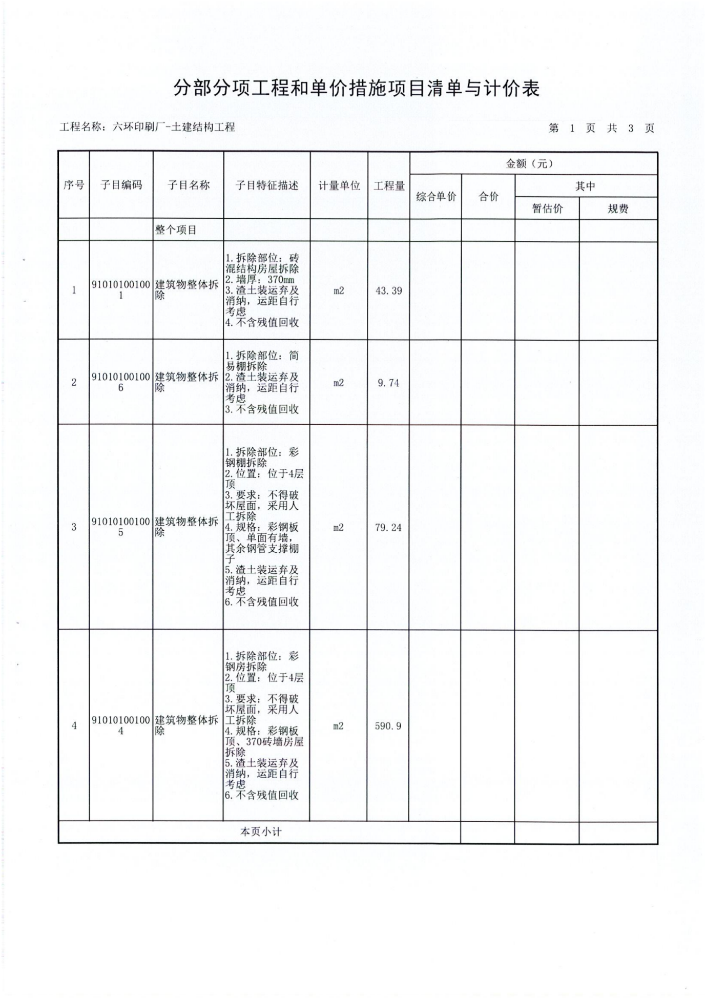 分部分项工程和单价措施项目清单与计价表
工程名称：六环印刷厂-土建结构工程
第 1 页 共 3 页
序号
子目编码
子目名称
子目特征描述
计量单位
工程量
金额（元）
综合单价
合价
其中
暂估价
规费
整个项目
1
91010100100
1
建筑物整体拆
除
1.拆除部位：砖
混结构房屋拆除
2.墙厚：370mm
3.渣土装运弃及
消纳，运距自行
考虑
4.不含残值回收
m2
43.39
2
91010100100
6
建筑物整体拆
除
1.拆除部位：简
易棚拆除
2.渣土装运弃及
消纳，运距自行
考虑
3.不含残值回收
m2
9.74
3
91010100100
5
建筑物整体拆
除
1.拆除部位：彩
钢棚拆除
2.位置：位于4层
顶
3.要求：不得破
坏屋面，采用人
工拆除
4.规格：彩钢板
顶、单面有墙，
其余钢管支撑棚
子
5.渣土装运弃及
消纳，运距自行
考虑
6.不含残值回收
m2
79.24
4
91010100100
4
建筑物整体拆
除
1.拆除部位：彩
钢房拆除
2.位置：位于4层
顶
3.要求：不得破
坏屋面，采用人
工拆除
4.规格：彩钢板
顶、370砖墙房屋
拆除
5.渣土装运弃及
消纳，运距自行
考虑
6.不含残值回收
m2
590.9
本页小计